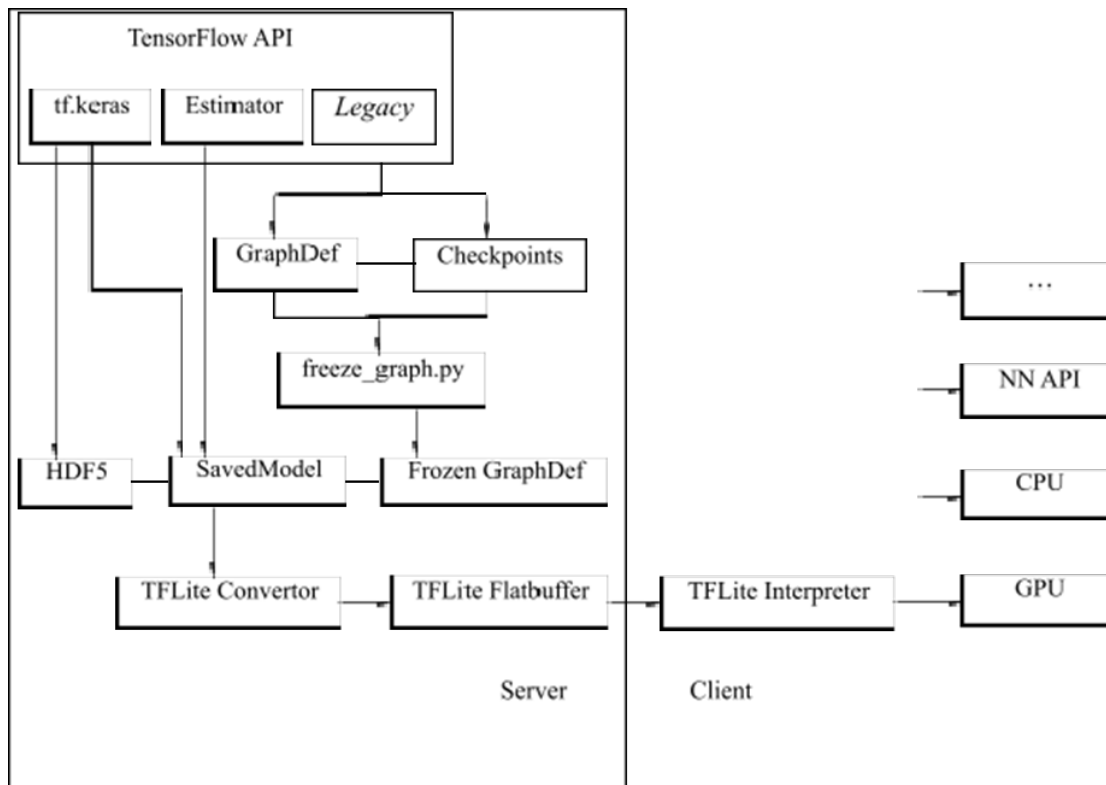 TensorFlow API
tf.keras
Estimator
Legacy
GraphDef
Checkpoints
...
freeze_graph.py
NN API
HDF5
SavedModel
Frozen GraphDef
CPU
TFLite Convertor
TFLite Flatbuffer
TFLite Interpreter
GPU
Server
Client